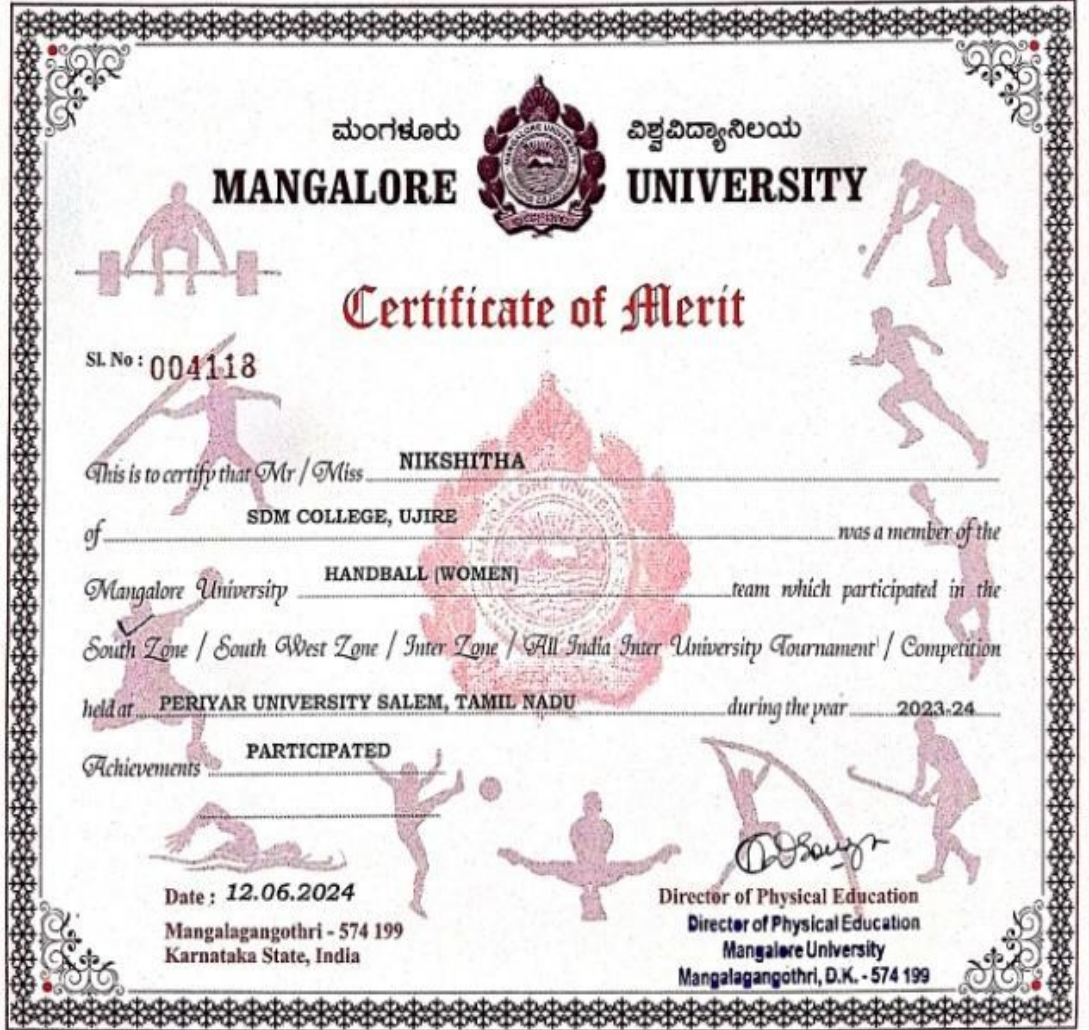 ಮಂಗಳೂರು ವಿಶ್ವವಿದ್ಯಾನಿಲಯ
MANGALORE UNIVERSITY
Certificate of Merit
Sl. No : 004118
This is to certify that Mr / Miss NIKSHITHA
of SDM COLLEGE, UJIRE was a member of the
Mangalore University HANDBALL (WOMEN) team which participated in the
South Zone / South West Zone / Inter Zone / All India Inter University Tournament / Competition
held at PERIYAR UNIVERSITY SALEM, TAMIL NADU during the year 2023-24
Achievements PARTICIPATED
Date : 12.06.2024
Mangalagangothri - 574 199
Karnataka State, India
Director of Physical Education
Director of Physical Education
Mangalore University
Mangalagangothri, D.K. - 574 199